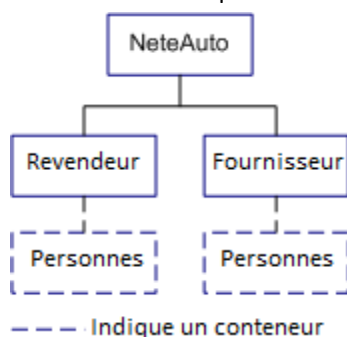 NeteAuto
Revendeur
Fournisseur
Personnes
Personnes
Indique un conteneur